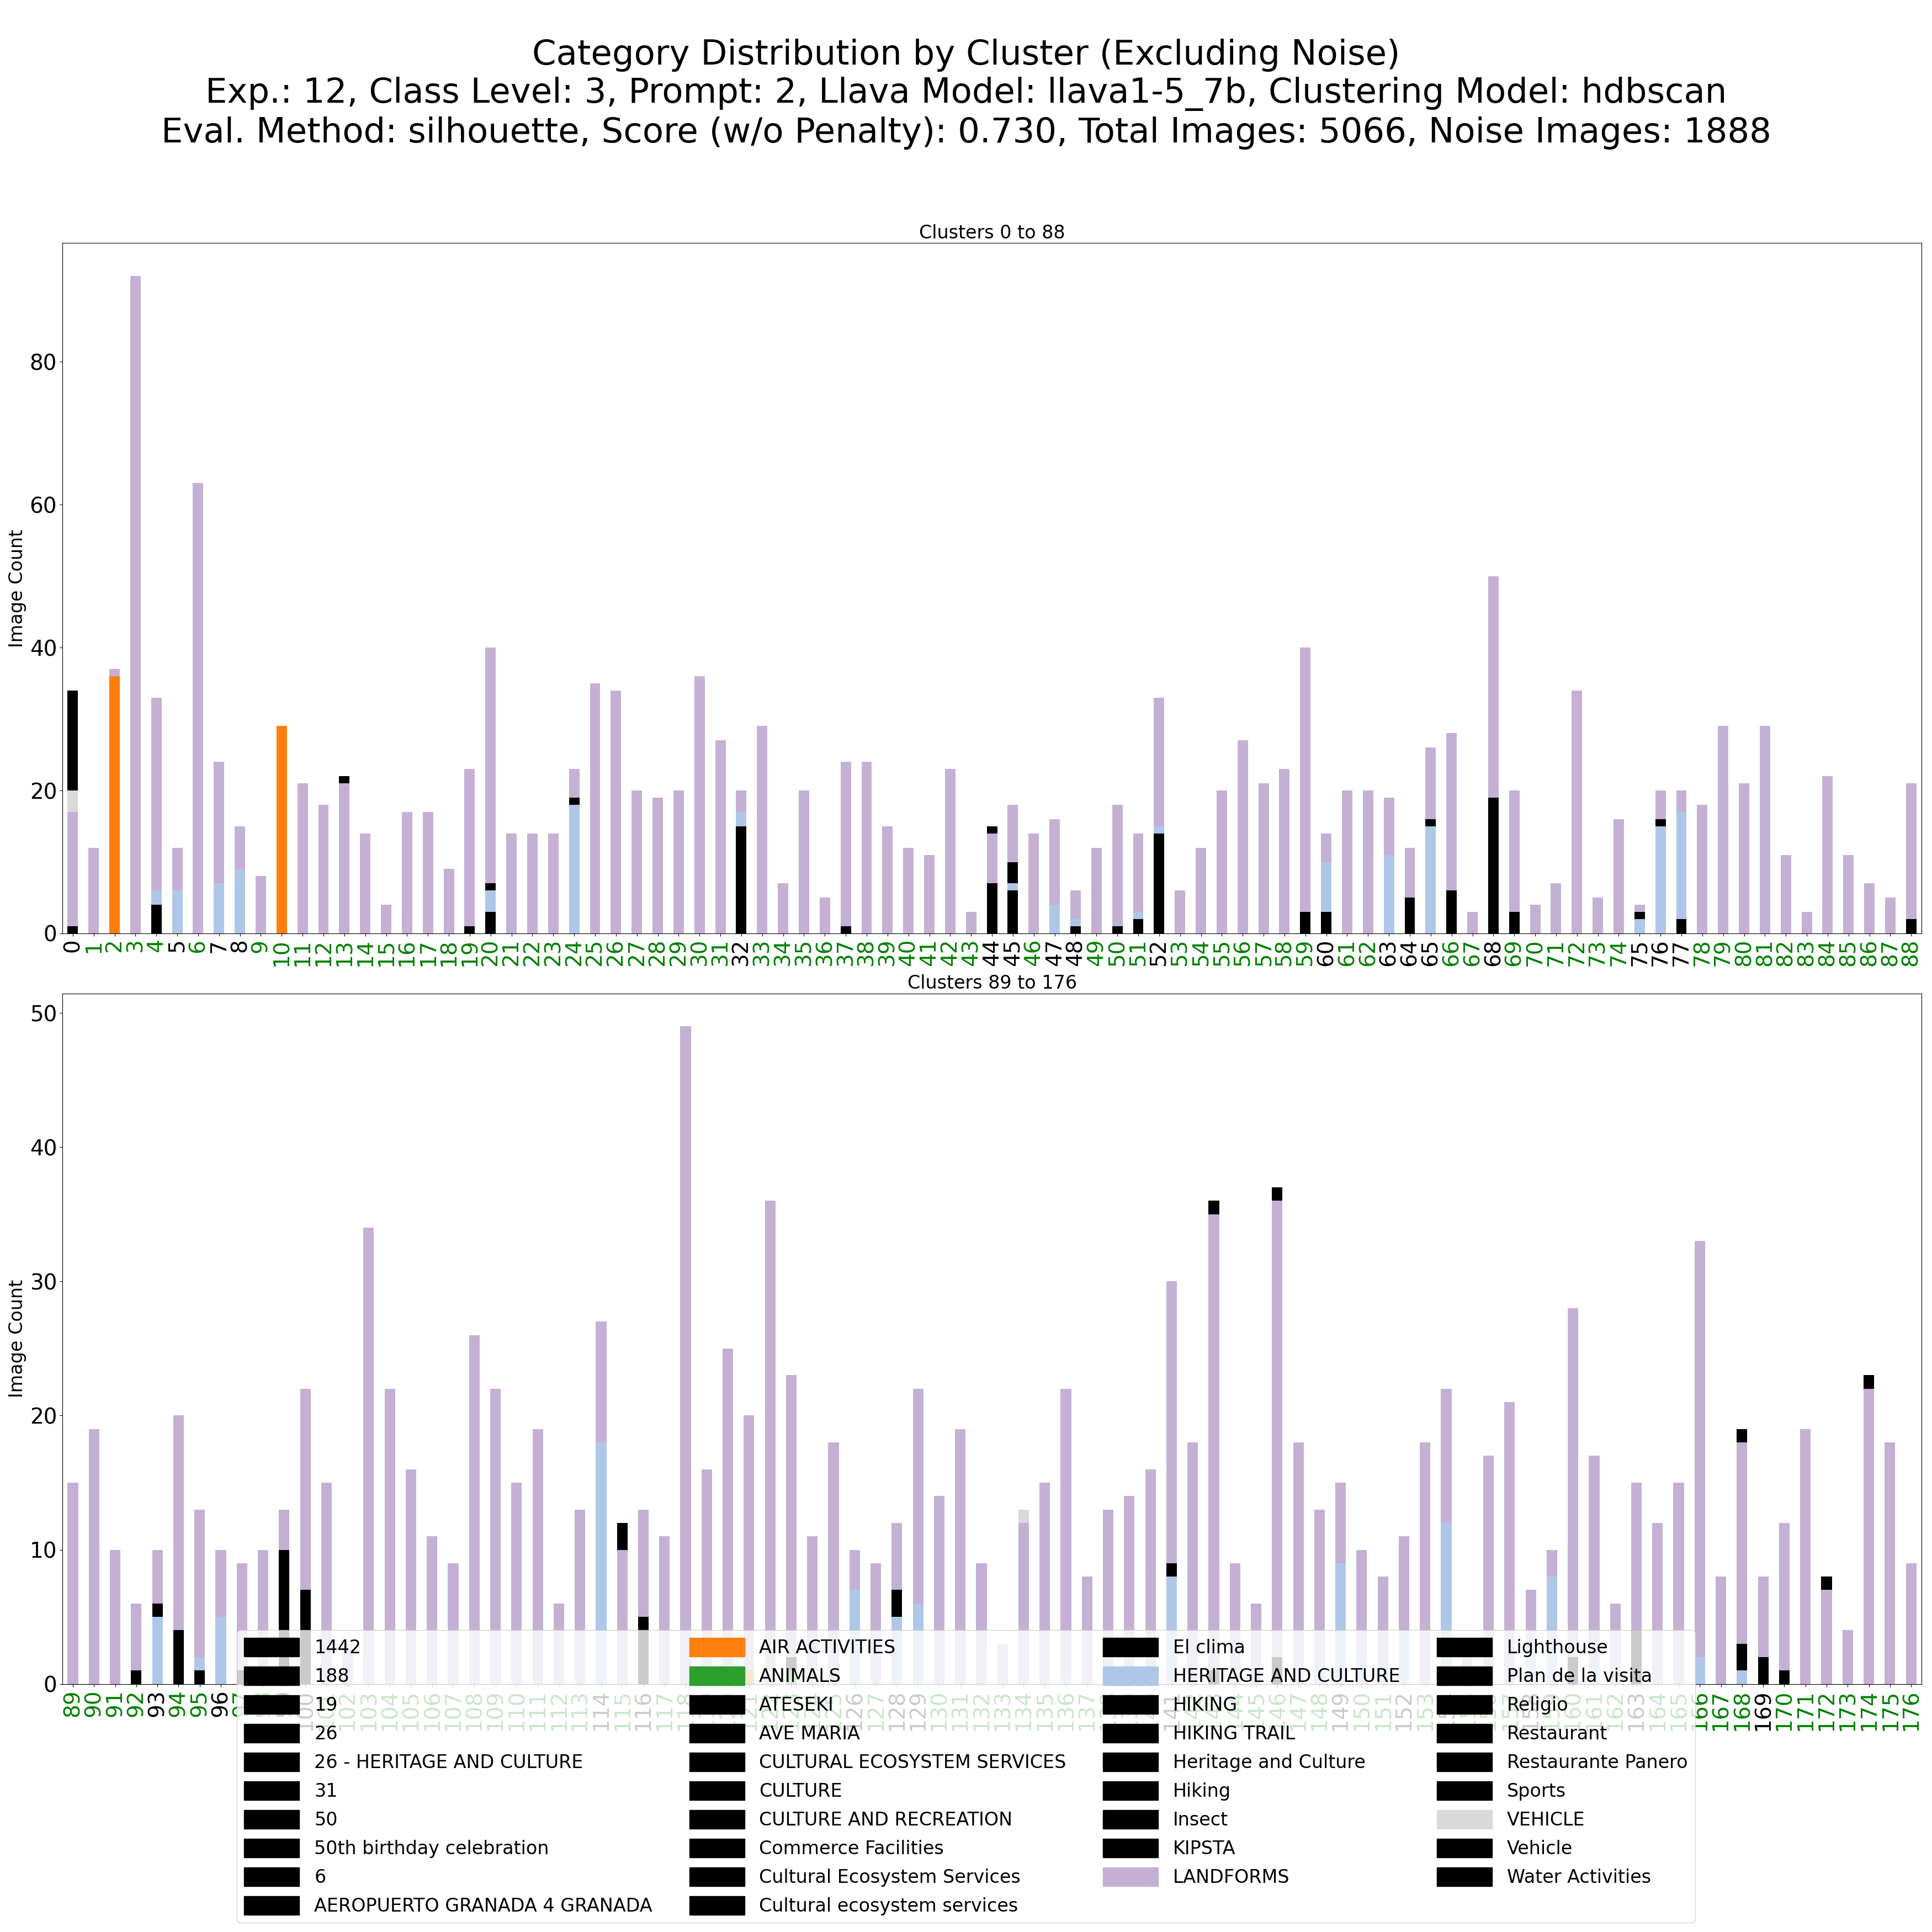 Category Distribution by Cluster (Excluding Noise)
Exp.: 12, Class Level: 3, Prompt: 2, Llava Model: llava1-5_7b, Clustering Model: hdbscan
Eval. Method: silhouette, Score (w/o Penalty): 0.730, Total Images: 5066, Noise Images: 1888
Clusters 0 to 88
Image Count
80
60
40
20
0
0 1 2 3 4 5 6 7 8 9 10 11 12 13 14 15 16 17 18 19 20 21 22 23 24 25 26 27 28 29 30 31 32 33 34 35 36 37 38 39 40 41 42 43 44 45 46 47 48 49 50 51 52 53 54 55 56 57 58 59 60 61 62 63 64 65 66 67 68 69 70 71 72 73 74 75 76 77 78 79 80 81 82 83 84 85 86 87 88
Clusters 89 to 176
Image Count
50
40
30
20
10
0
89 90 91 92 93 94 95 96 103 104 105 106 107 108 109 110 111 112 113 114 115 116 117 127 128 129 130 131 132 133 134 135 136 137 147 148 149 150 151 152 153 162 163 164 165 166 167 168 169 170 171 172 173 174 175 176
1442
188
19
26
26 - HERITAGE AND CULTURE
31
50
50th birthday celebration
6
AEROPUERTO GRANADA 4 GRANADA
AIR ACTIVITIES
ANIMALS
ATESEKI
AVE MARIA
CULTURAL ECOSYSTEM SERVICES
CULTURE
CULTURE AND RECREATION
Commerce Facilities
Cultural Ecosystem Services
Cultural ecosystem services
El clima
HERITAGE AND CULTURE
HIKING
HIKING TRAIL
Heritage and Culture
Hiking
Insect
KIPSTA
LANDFORMS
Lighthouse
Plan de la visita
Religio
Restaurant
Restaurante Panero
Sports
VEHICLE
Vehicle
Water Activities